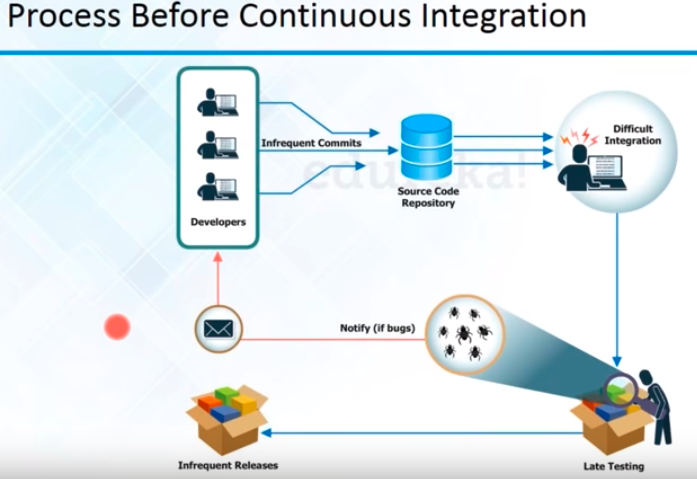 Process Before Continuous Integration
Infrequent Commits
Difficult
Integration
Source Code
Repository
Developers
Notify (if bugs)
Infrequent Releases
Late Testing
edureka!